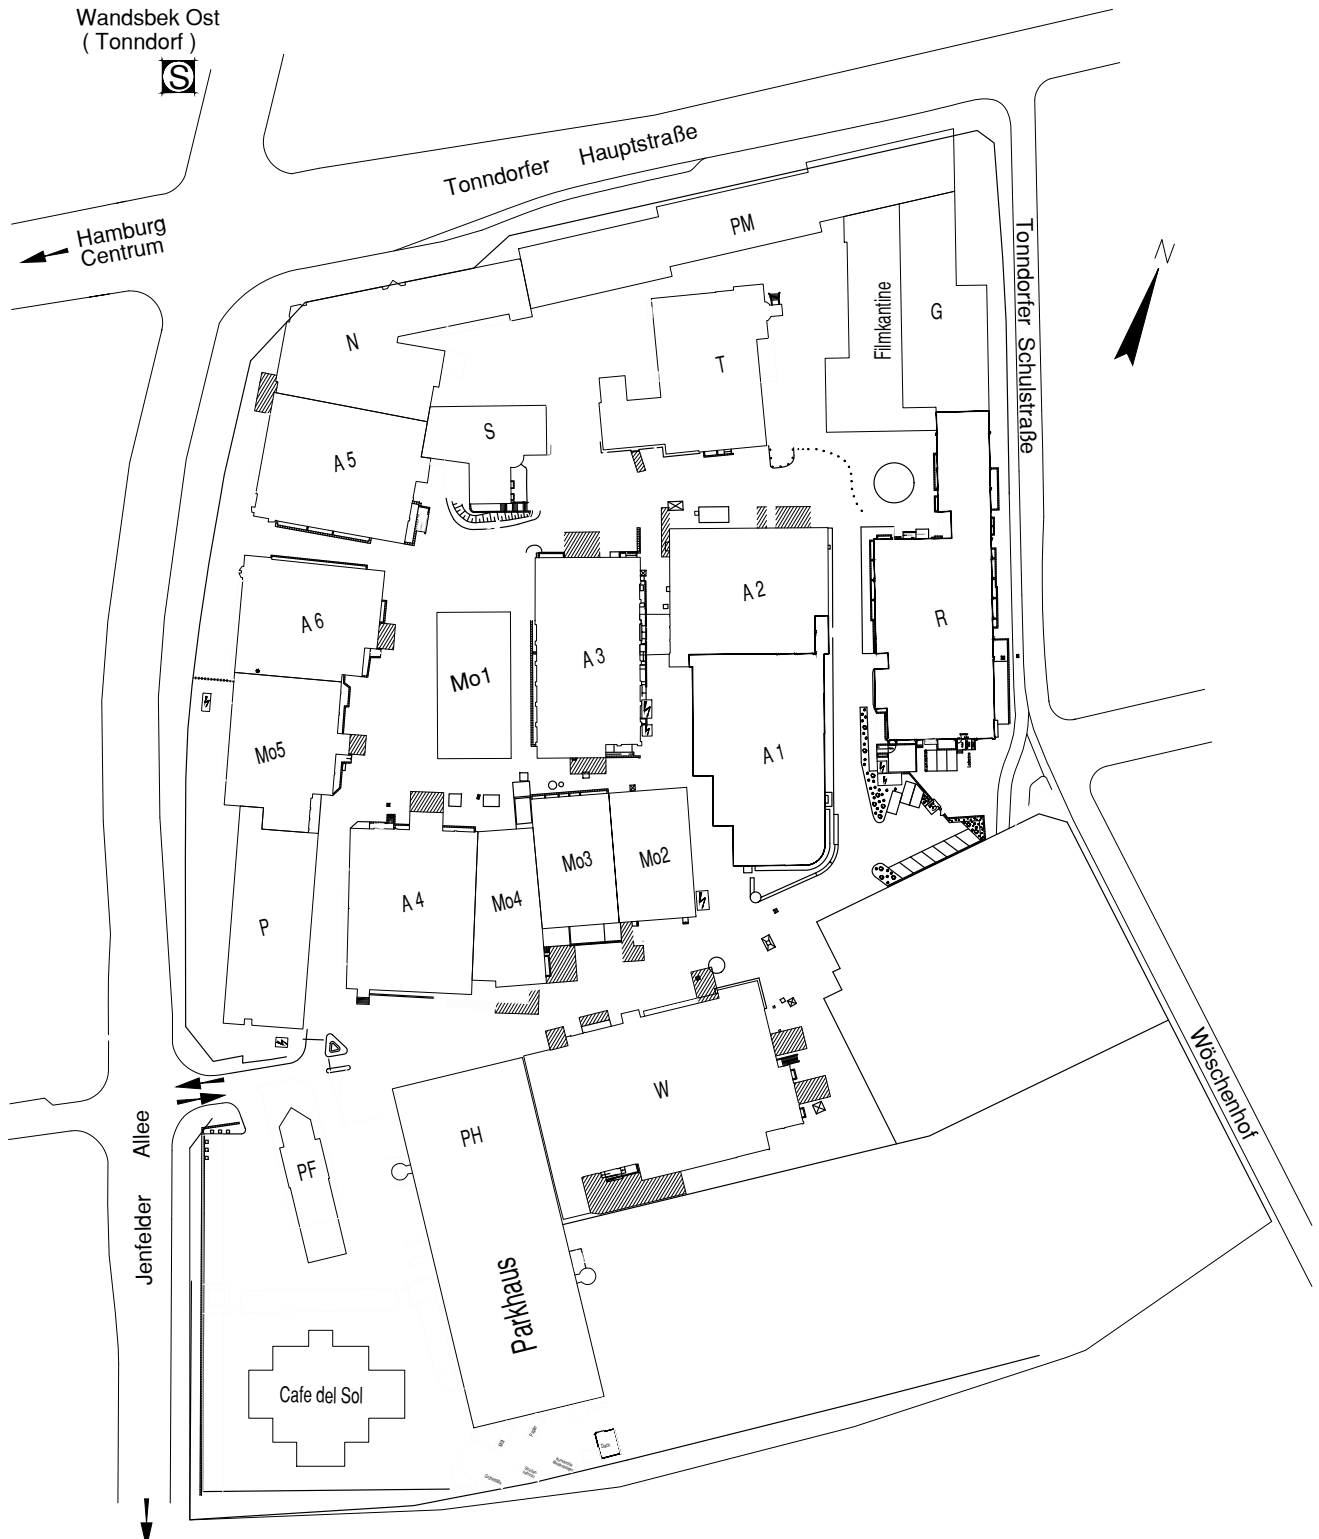 Wandsbek Ost
( Tonndorf )
S
Tonndorfer Hauptstraße
Hamburg
Centrum
N
PM
Tonndorfer Schulstraße
Filmkantine
G
N
T
S
A 5
A 2
A 6
R
A 3
Mo1
Mo5
A 1
Mo3
Mo2
A 4
Mo4
P
Wöschenhof
W
Jenfelder Allee
PH
PF
Parkhaus
Cafe del Sol